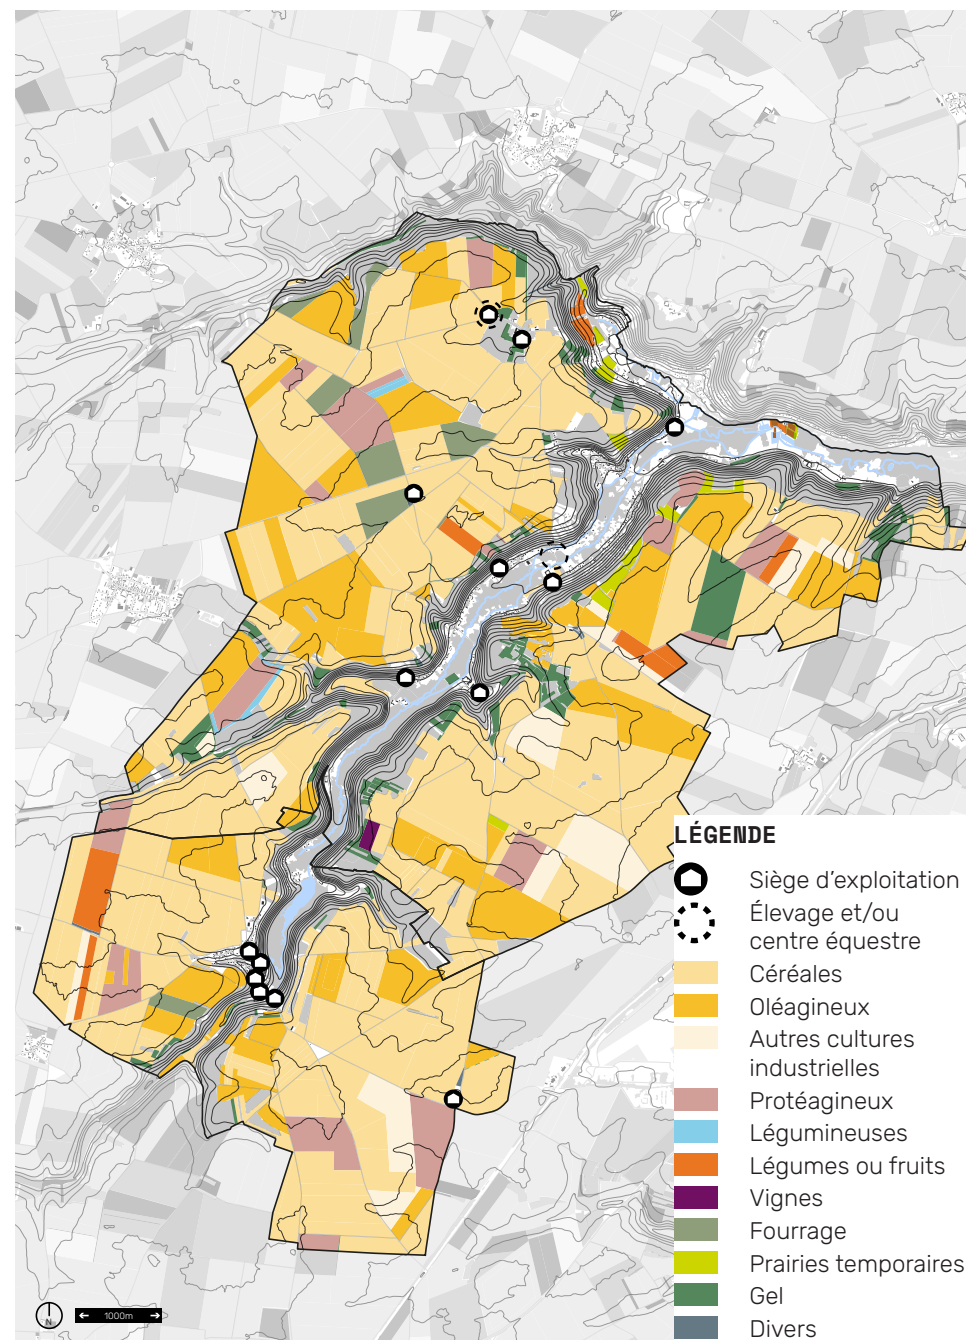 LÉGENDE
Siège d'exploitation
Élevage et/ou
centre équestre
Céréales
Oléagineux
Autres cultures
industrielles
Protéagineux
Légumineuses
Légumes ou fruits
Vignes
Fourrage
Prairies temporaires
Gel
Divers
N
1000m